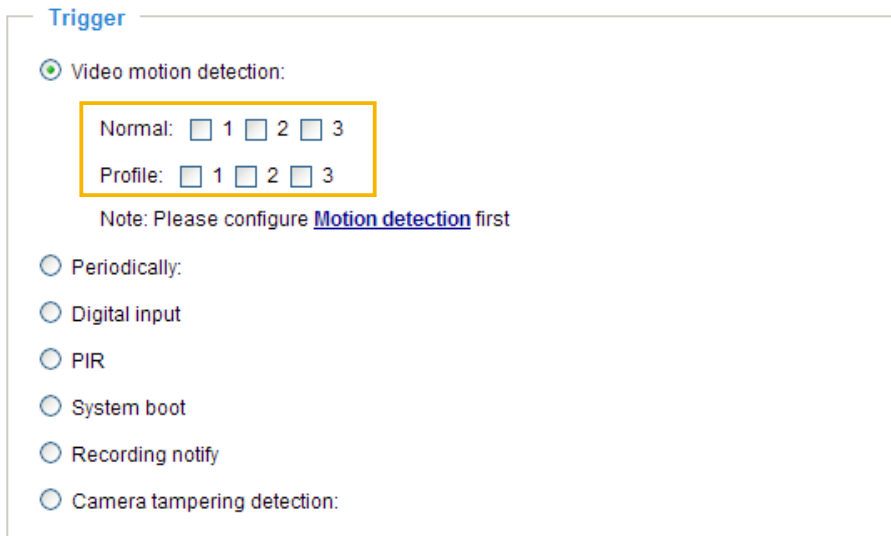 Trigger
Video motion detection:
Normal: 1 2 3
Profile: 1 2 3
Note: Please configure Motion detection first
Periodically:
Digital input
PIR
System boot
Recording notify
Camera tampering detection: